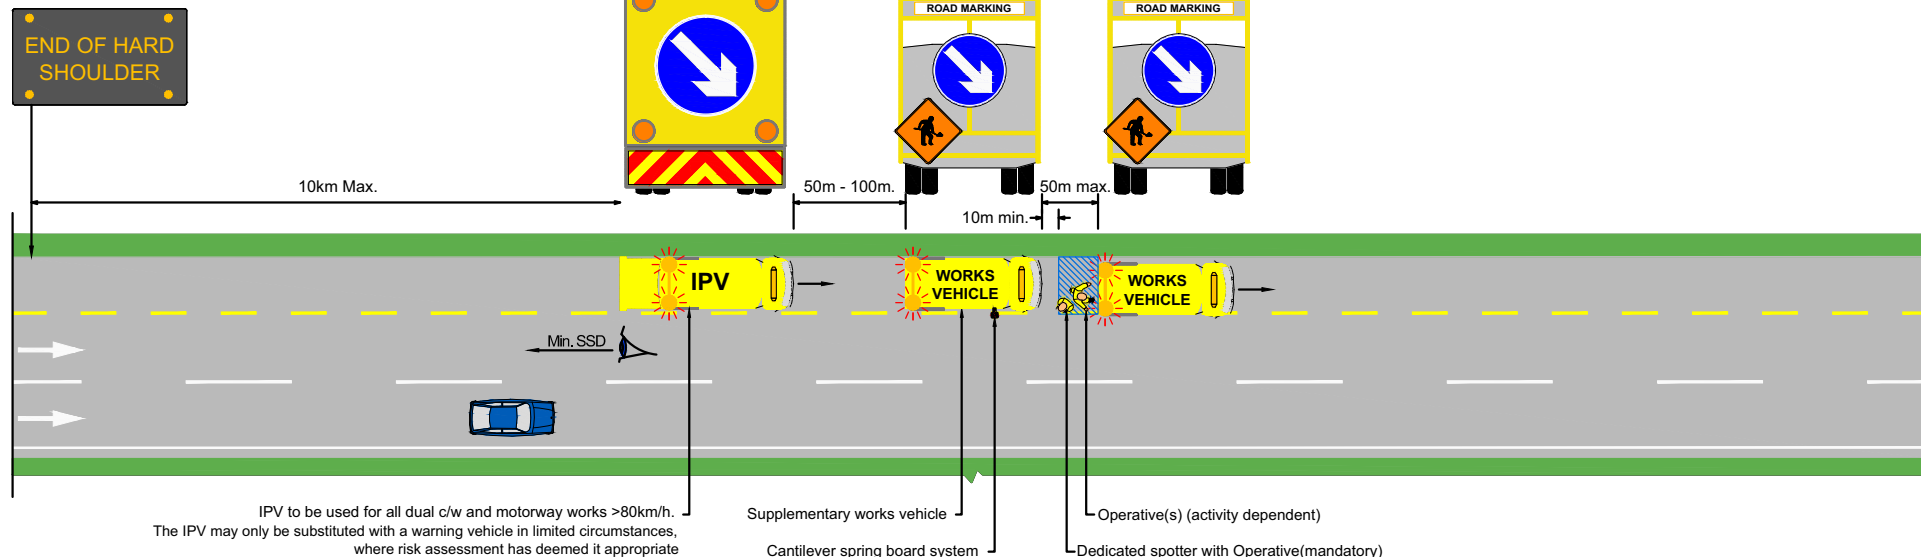 ROAD MARKING
ROAD MARKING
END OF HARD
SHOULDER
10km Max.
50m - 100m.
50m max.
10m min.
IPV
WORKS
VEHICLE
WORKS
VEHICLE
Min. SSD
IPV to be used for all dual c/w and motorway works >80km/h.
The IPV may only be substituted with a warning vehicle in limited circumstances,
where risk assessment has deemed it appropriate
Supplementary works vehicle
Cantilever spring board system
Operative(s) (activity dependent)
Dedicated spotter with Operative(mandatory)